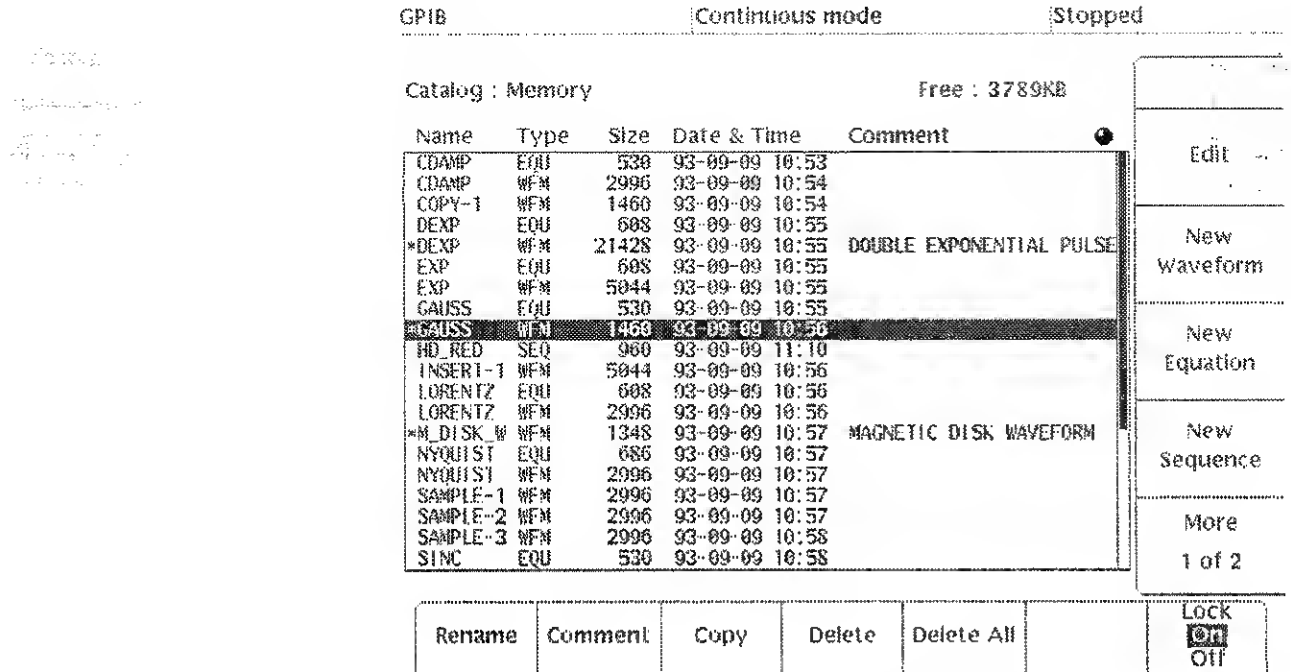 GPIB Continuous mode Stopped
Catalog : Memory Free : 3789KB
Name Type Size Date & Time Comment
CDAMP EQU 530 93-09-09 10:53
CDAMP WFM 2996 93-09-09 10:54
COPY-1 WFM 1460 93-09-09 10:54
DEXP EQU 608 93-09-09 10:55
*DEXP WFM 21428 93-09-09 10:55 DOUBLE EXPONENTIAL PULSE
EXP EQU 608 93-09-09 10:55
EXP WFM 5044 93-09-09 10:55
GAUSS EQU 530 93-09-09 10:55
*GAUSS WFM 1460 93-09-09 10:56
HD_RED SEQ 960 93-09-09 11:10
INSERT-1 WFM 5044 93-09-09 10:56
LORENTZ EQU 608 93-09-09 10:56
LORENTZ WFM 2996 93-09-09 10:56
*M_DISK_W WFM 1348 93-09-09 10:57 MAGNETIC DISK WAVEFORM
NYQUIST EQU 686 93-09-09 10:57
NYQUIST WFM 2996 93-09-09 10:57
SAMPLE-1 WFM 2996 93-09-09 10:57
SAMPLE-2 WFM 2996 93-09-09 10:57
SAMPLE-3 WFM 2996 93-09-09 10:58
SINC EQU 530 93-09-09 10:58
Edit
New
Waveform
New
Equation
New
Sequence
More
1 of 2
Rename Comment Copy Delete Delete All
Lock
On
Off